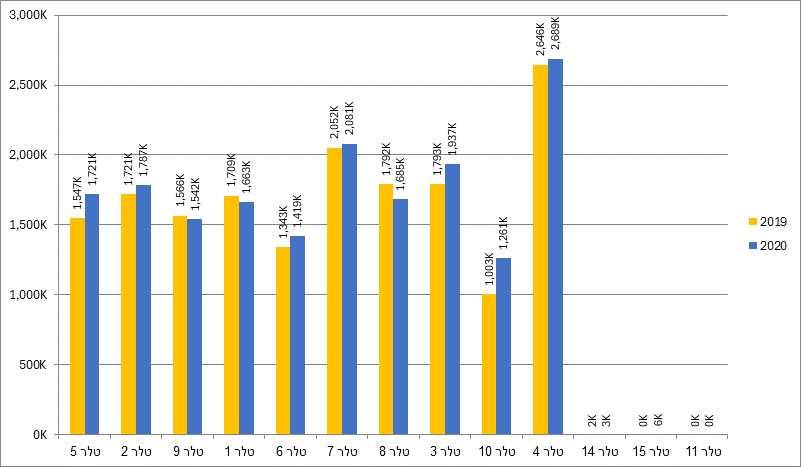 3,000K
2,500K
2,000K
1,500K
1,000K
500K
0K
1,547K 1,721K
1,721K 1,787K
1,566K 1,542K
1,709K 1,663K
1,343K 1,419K
2,052K 2,081K
1,792K 1,685K
1,793K 1,937K
1,003K 1,261K
2,646K 2,689K
2K 3K
0K 6K
0K 0K
טלר 5
טלר 2
טלר 9
טלר 1
טלר 6
טלר 7
טלר 8
טלר 3
טלר 10
טלר 4
טלר 14
טלר 15
טלר 11
2019
2020